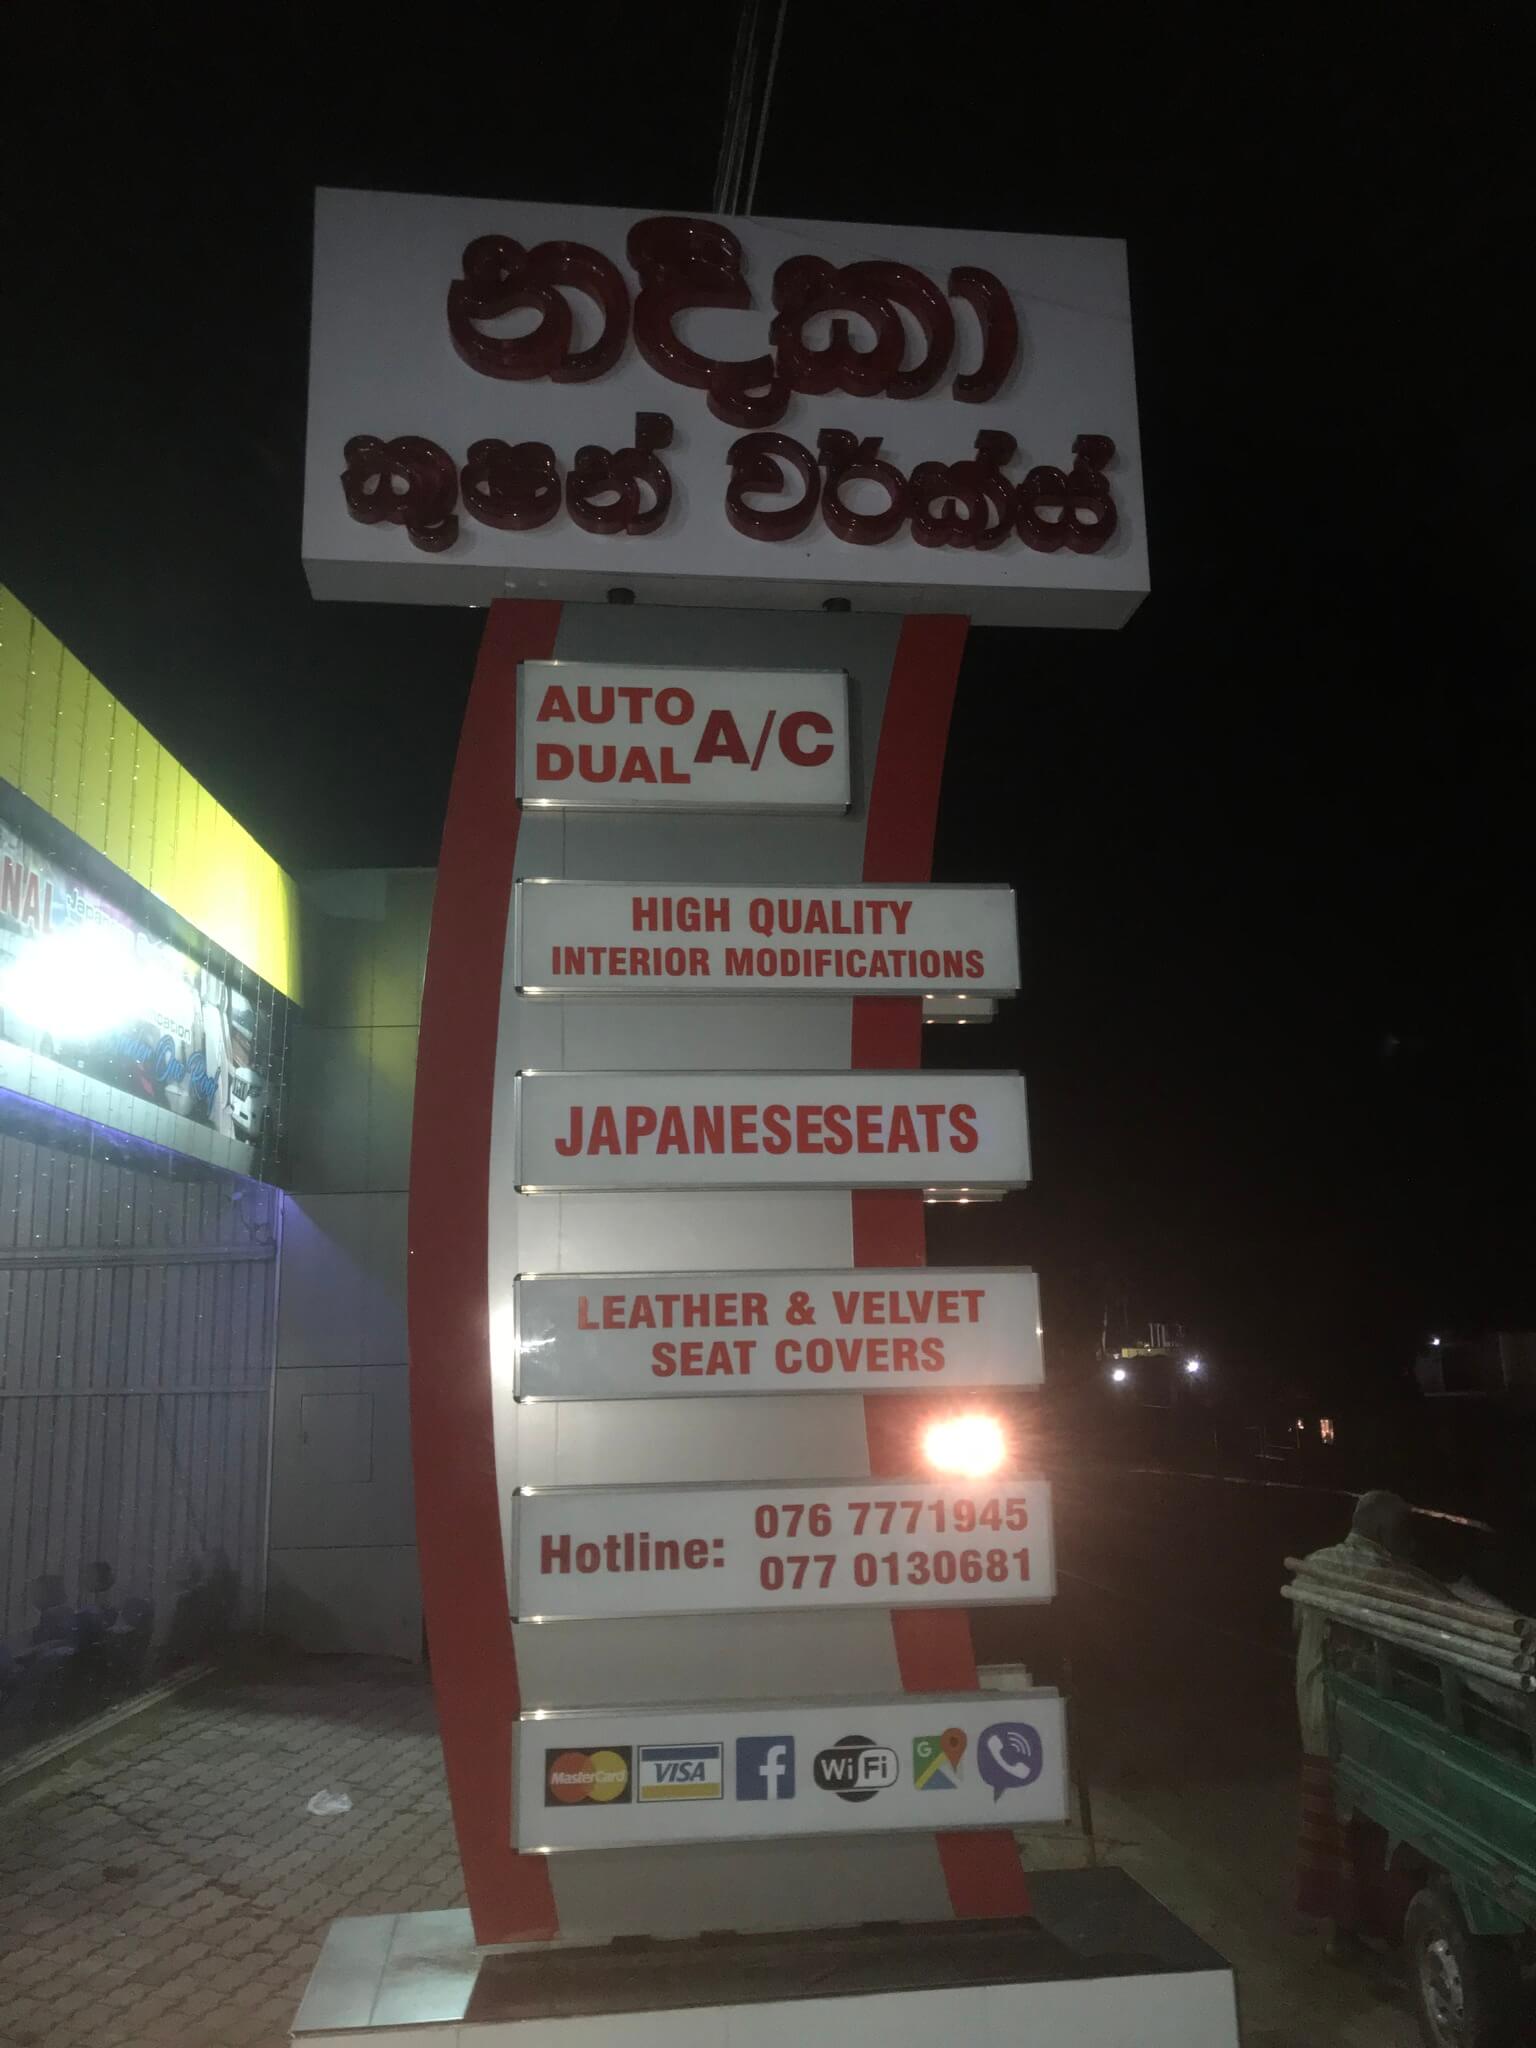 නදීකා
කුෂන් වර්ක්ස්
AUTO
DUAL
A/C
HIGH QUALITY
INTERIOR MODIFICATIONS
JAPANESESEATS
LEATHER & VELVET
SEAT COVERS
Hotline:
076 7771945
077 0130681
MasterCard
VISA
f
WiFi
G
NAL